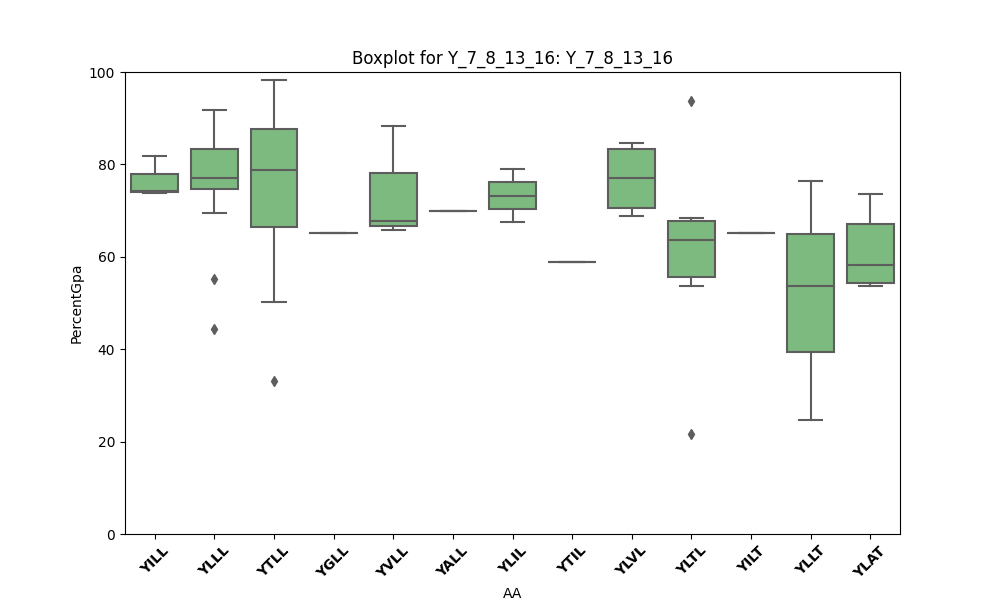 Boxplot for Y_7_8_13_16: Y_7_8_13_16
100
80
60
40
20
0
PercentGpa
YILL YLLL YTLL YGLL YVLL YALL YLIL YTIL YLVL YLTL YILT YLLT YLAT
AA